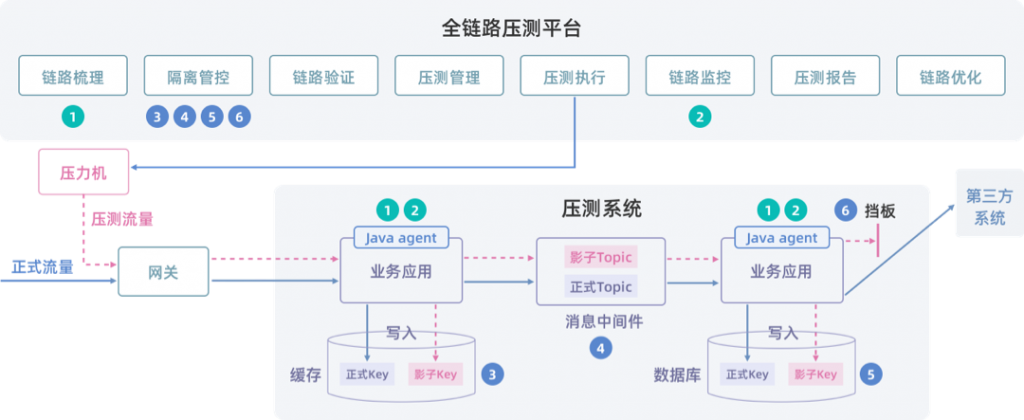 全链路压测平台
链路梳理
隔离管控
链路验证
压测管理
压测执行
链路监控
压测报告
链路优化
1
3 4 5 6
2
压力机
压测流量
正式流量
网关
压测系统
1 2
Java agent
业务应用
影子Topic
正式Topic
消息中间件
4
1 2
Java agent
业务应用
6 挡板
第三方
系统
写入
缓存
正式Key
影子Key
3
写入
数据库
正式Key
影子Key
5